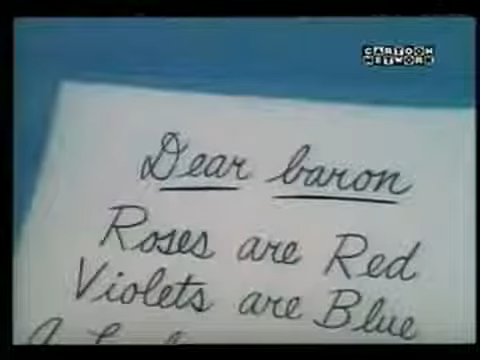 CARTOON
NETWORK
Dear baron
Roses are Red
Violets are Blue